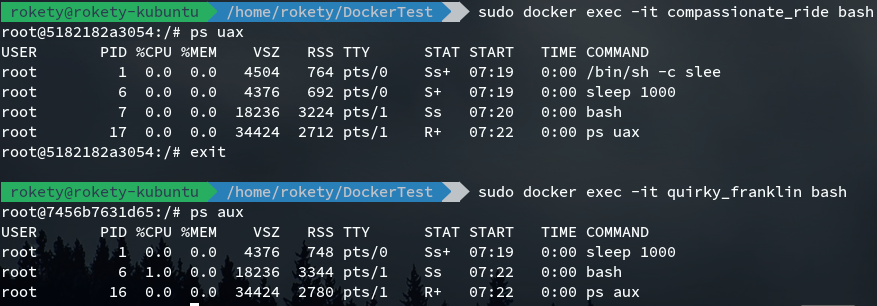 rokety@rokety-kubuntu /home/rokety/DockerTest sudo docker exec -it compassionate_ride bash
root@5182182a3054:/# ps uax
USER PID %CPU %MEM VSZ RSS TTY STAT START TIME COMMAND
root 1 0.0 0.0 4504 764 pts/0 Ss+ 07:19 0:00 /bin/sh -c slee
root 6 0.0 0.0 4376 692 pts/0 S+ 07:19 0:00 sleep 1000
root 7 0.0 0.0 18236 3224 pts/1 Ss 07:20 0:00 bash
root 17 0.0 0.0 34424 2712 pts/1 R+ 07:22 0:00 ps uax
root@5182182a3054:/# exit
rokety@rokety-kubuntu /home/rokety/DockerTest sudo docker exec -it quirky_franklin bash
root@7456b7631d65:/# ps aux
USER PID %CPU %MEM VSZ RSS TTY STAT START TIME COMMAND
root 1 0.0 0.0 4376 748 pts/0 Ss+ 07:19 0:00 sleep 1000
root 6 1.0 0.0 18236 3344 pts/1 Ss 07:22 0:00 bash
root 16 0.0 0.0 34424 2780 pts/1 R+ 07:22 0:00 ps aux